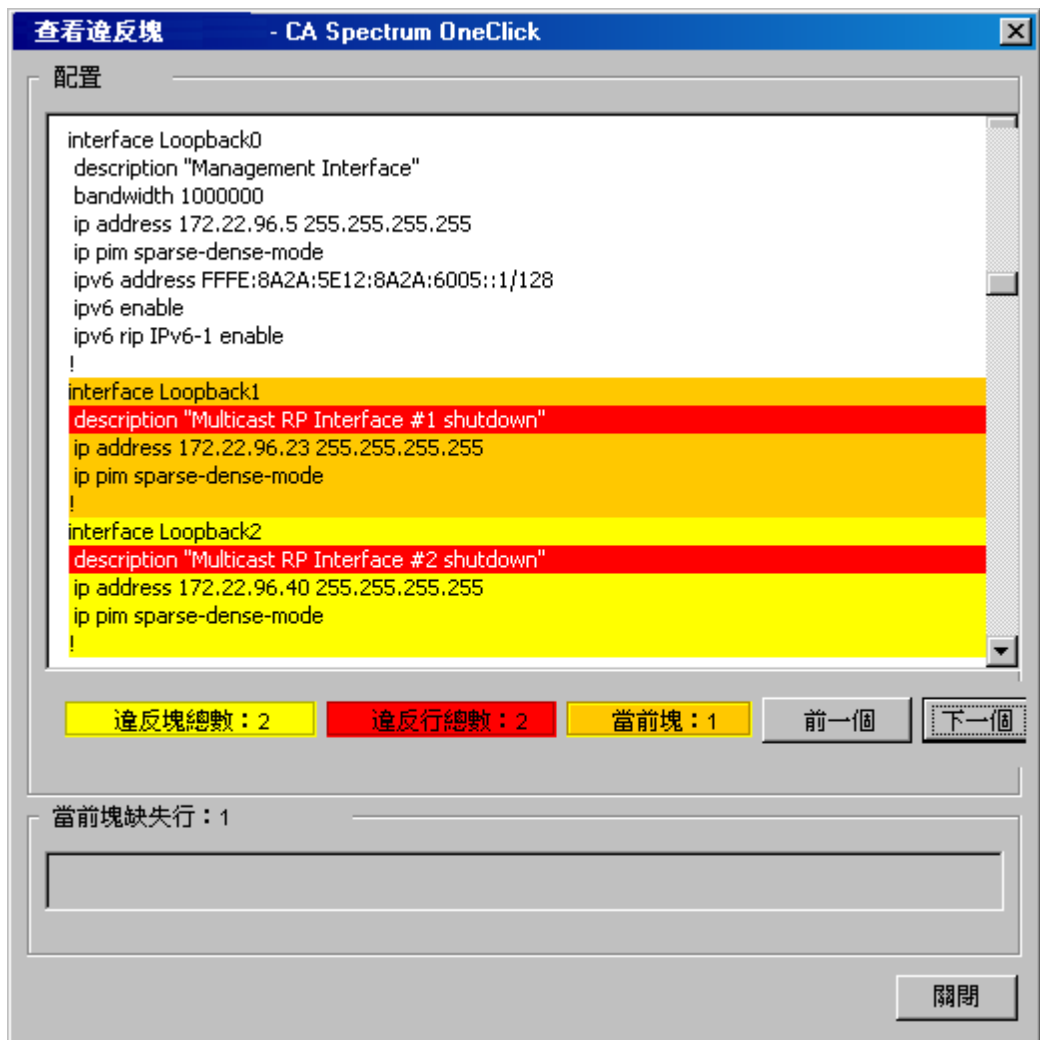 查看違反塊 - CA Spectrum OneClick
配置
interface Loopback0
description "Management Interface"
bandwidth 1000000
ip address 172.22.96.5 255.255.255.255
ip pim sparse-dense-mode
ipv6 address FFFE:8A2A:5E12:8A2A:6005::1/128
ipv6 enable
ipv6 rip IPv6-1 enable
!
interface Loopback1
description "Multicast RP Interface #1 shutdown"
ip address 172.22.96.23 255.255.255.255
ip pim sparse-dense-mode
!
interface Loopback2
description "Multicast RP Interface #2 shutdown"
ip address 172.22.96.40 255.255.255.255
ip pim sparse-dense-mode
!
違反塊總數：2 違反行總數：2 當前塊：1 前一個 下一個
當前塊缺失行：1
關閉